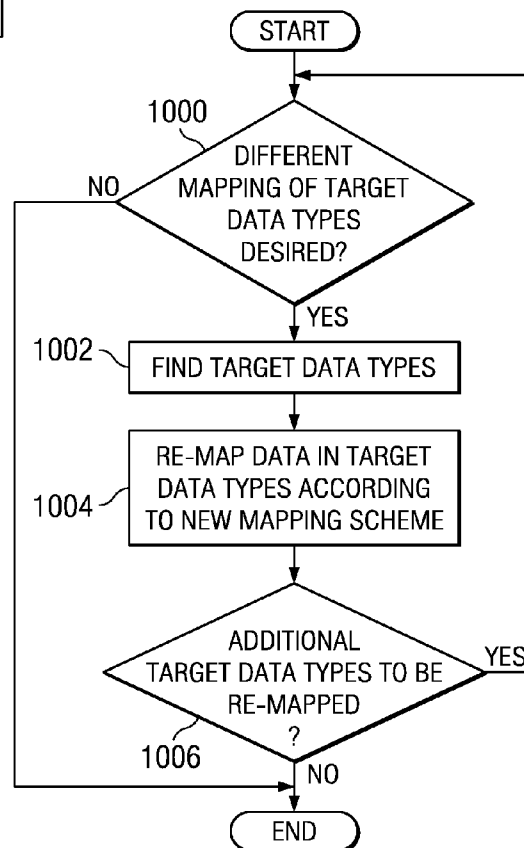 START
1000
DIFFERENT
MAPPING OF TARGET
DATA TYPES
DESIRED?
NO
YES
1002
FIND TARGET DATA TYPES
1004
RE-MAP DATA IN TARGET
DATA TYPES ACCORDING
TO NEW MAPPING SCHEME
ADDITIONAL
TARGET DATA TYPES TO BE
RE-MAPPED
?
YES
1006
NO
END